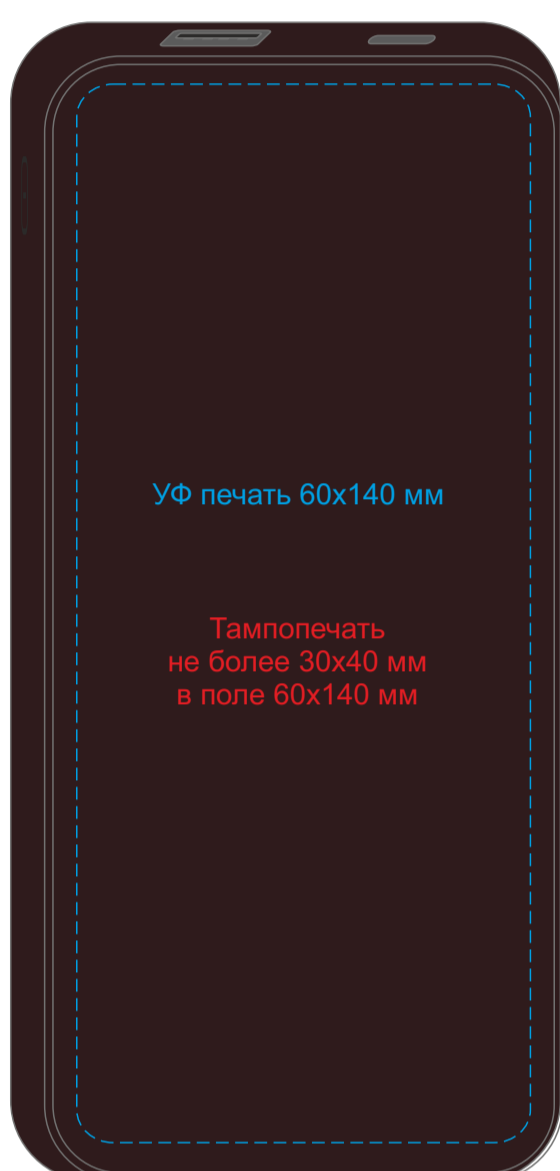 УФ печать 60х140 мм
Тампопечать
не более 30х40 мм
в поле 60х140 мм